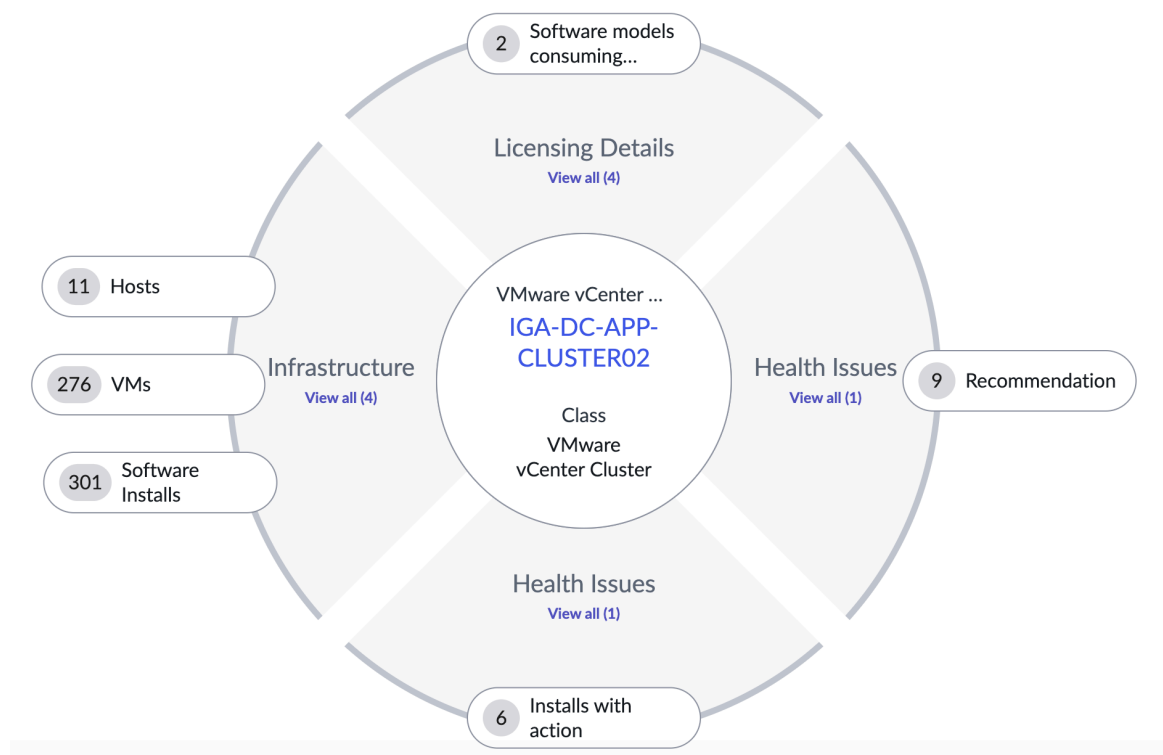 2
Software models
consuming...
Licensing Details
View all (4)
11
Hosts
276
VMs
301
Software
Installs
Infrastructure
View all (4)
VMware vCenter ...
IGA-DC-APP-
CLUSTER02
Class
VMware
vCenter Cluster
Health Issues
View all (1)
9
Recommendation
Health Issues
View all (1)
6
Installs with
action